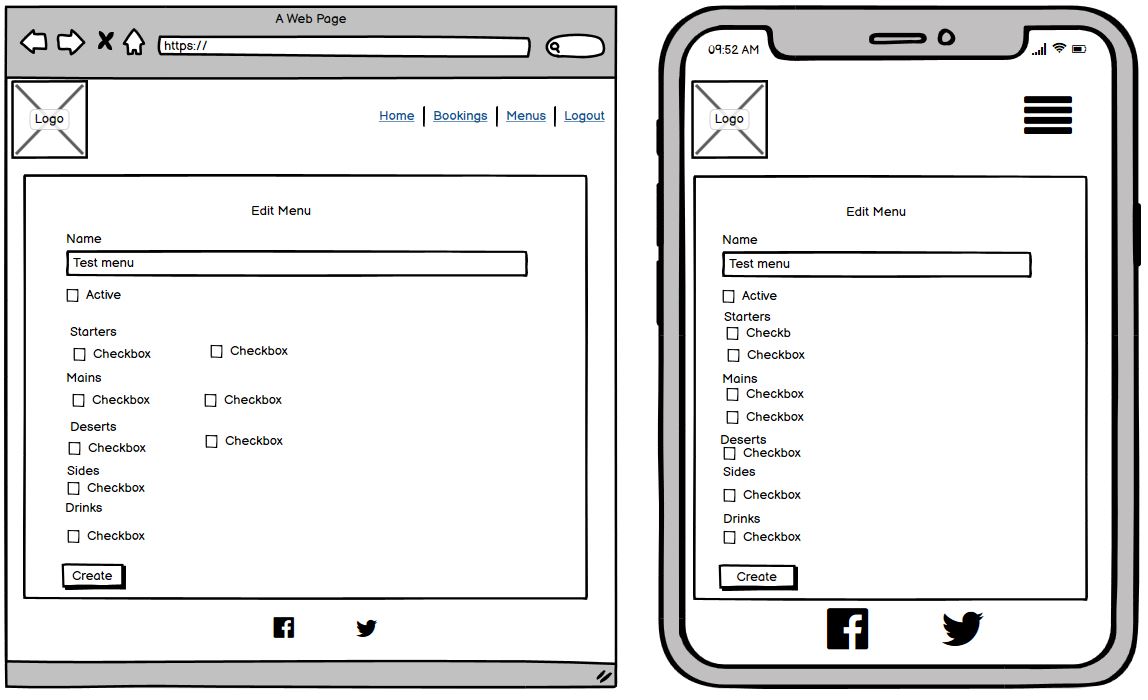 A Web Page
https://
Logo
Home Bookings Menus Logout
Edit Menu
Name
Test menu
Active
Starters
Checkbox Checkbox
Mains
Checkbox Checkbox
Deserts
Checkbox Checkbox
Sides
Checkbox
Drinks
Checkbox
Create
09:52 AM
Logo
Edit Menu
Name
Test menu
Active
Starters
Checkb
Checkbox
Mains
Checkbox
Checkbox
Deserts
Checkbox
Sides
Checkbox
Drinks
Checkbox
Create